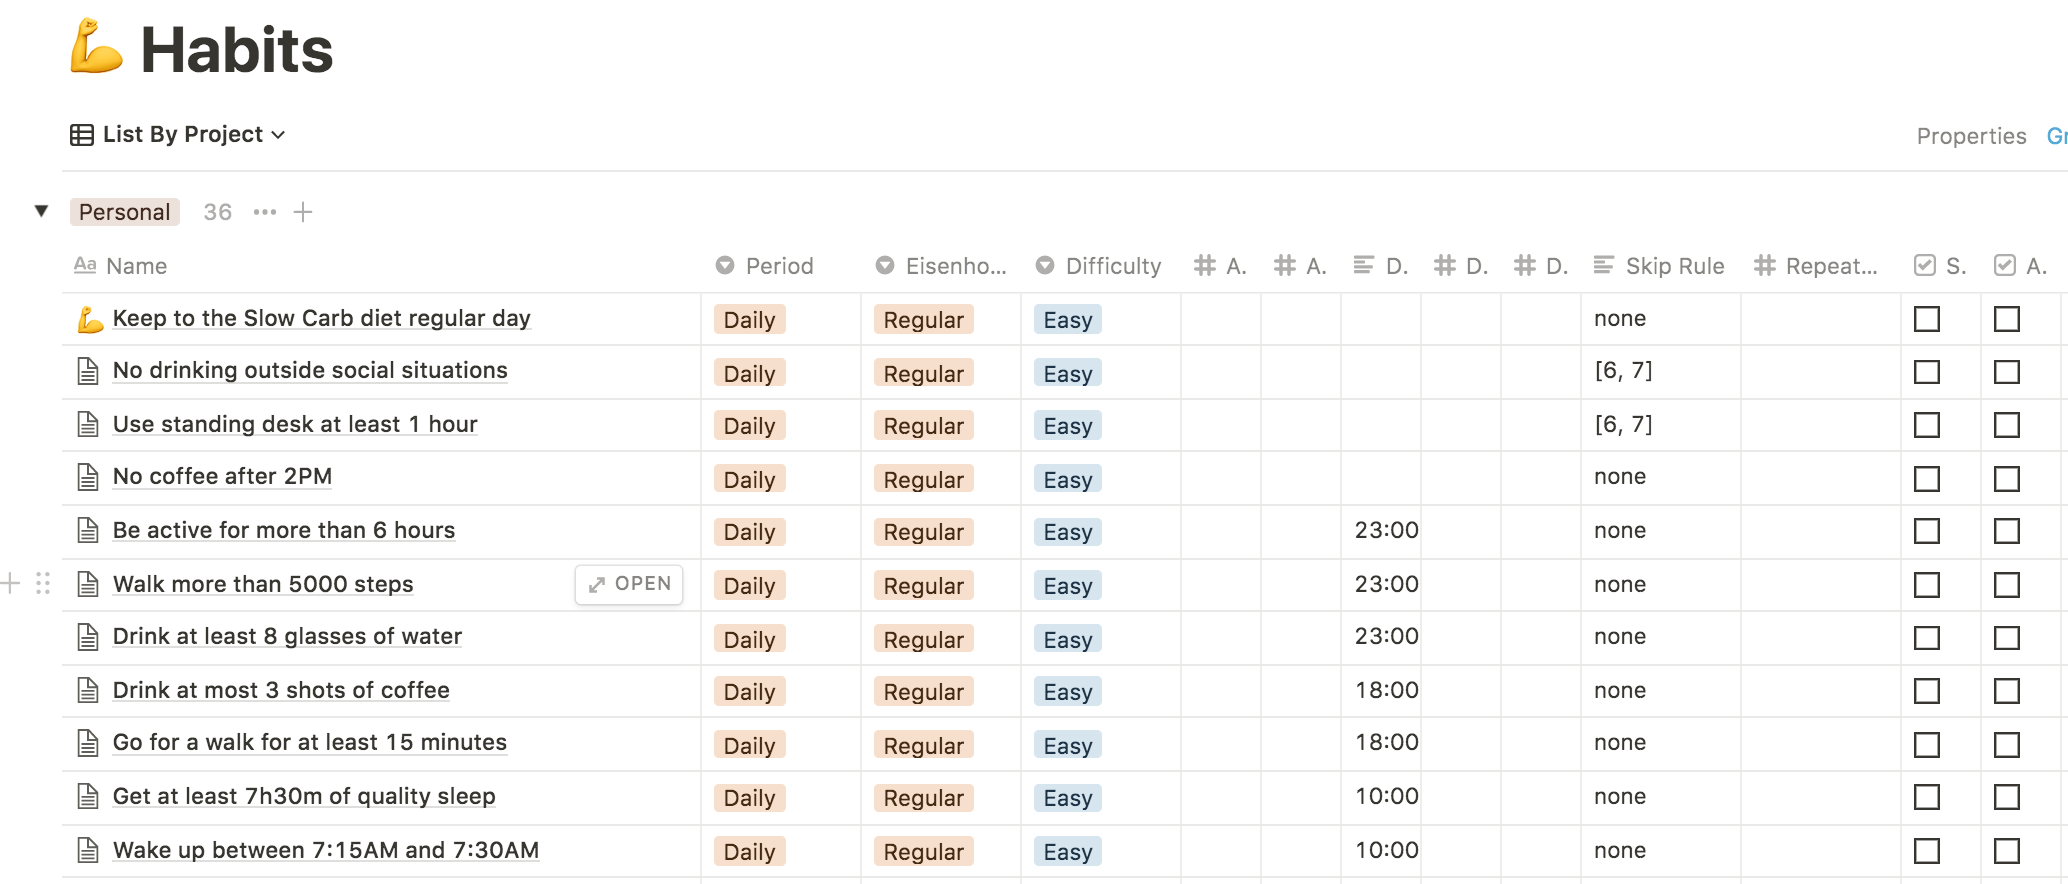 💪 Habits
List By Project
Properties Gr
Personal 36 ••• +
Aa Name Period Eisenho... Difficulty # A. # A. D. # D. # D. Skip Rule # Repeat... S. A.
💪 Keep to the Slow Carb diet regular day Daily Regular Easy none
No drinking outside social situations Daily Regular Easy [6, 7]
Use standing desk at least 1 hour Daily Regular Easy [6, 7]
No coffee after 2PM Daily Regular Easy none
Be active for more than 6 hours Daily Regular Easy 23:00 none
Walk more than 5000 steps OPEN Daily Regular Easy 23:00 none
Drink at least 8 glasses of water Daily Regular Easy 23:00 none
Drink at most 3 shots of coffee Daily Regular Easy 18:00 none
Go for a walk for at least 15 minutes Daily Regular Easy 18:00 none
Get at least 7h30m of quality sleep Daily Regular Easy 10:00 none
Wake up between 7:15AM and 7:30AM Daily Regular Easy 10:00 none